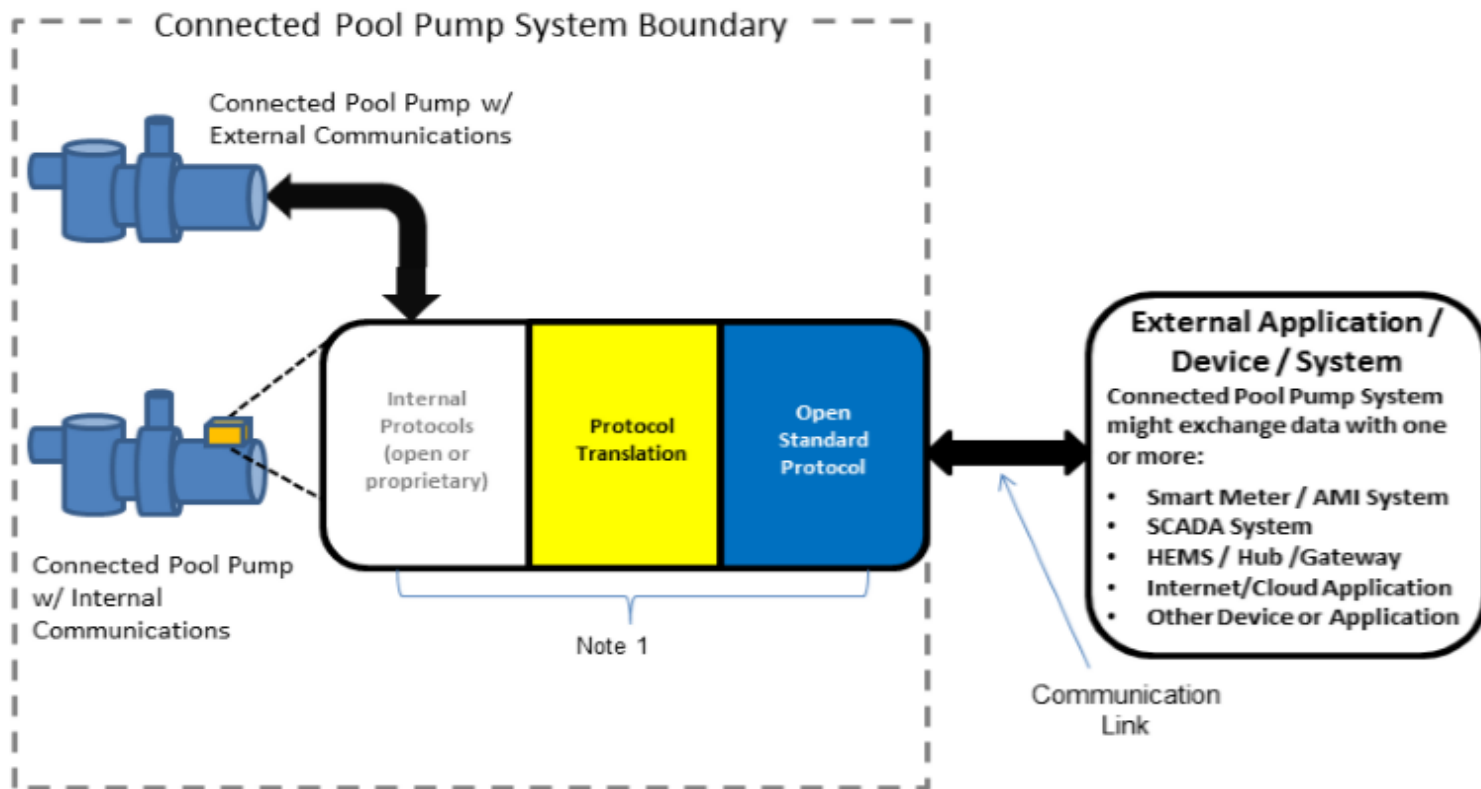 Connected Pool Pump System Boundary
Connected Pool Pump w/
External Communications
Internal
Protocols
(open or
proprietary)
Protocol
Translation
Open
Standard
Protocol
Connected Pool Pump
w/ Internal
Communications
Note 1
External Application /
Device / System
Connected Pool Pump System
might exchange data with one
or more:
• Smart Meter / AMI System
• SCADA System
• HEMS / Hub /Gateway
• Internet/Cloud Application
• Other Device or Application
Communication
Link